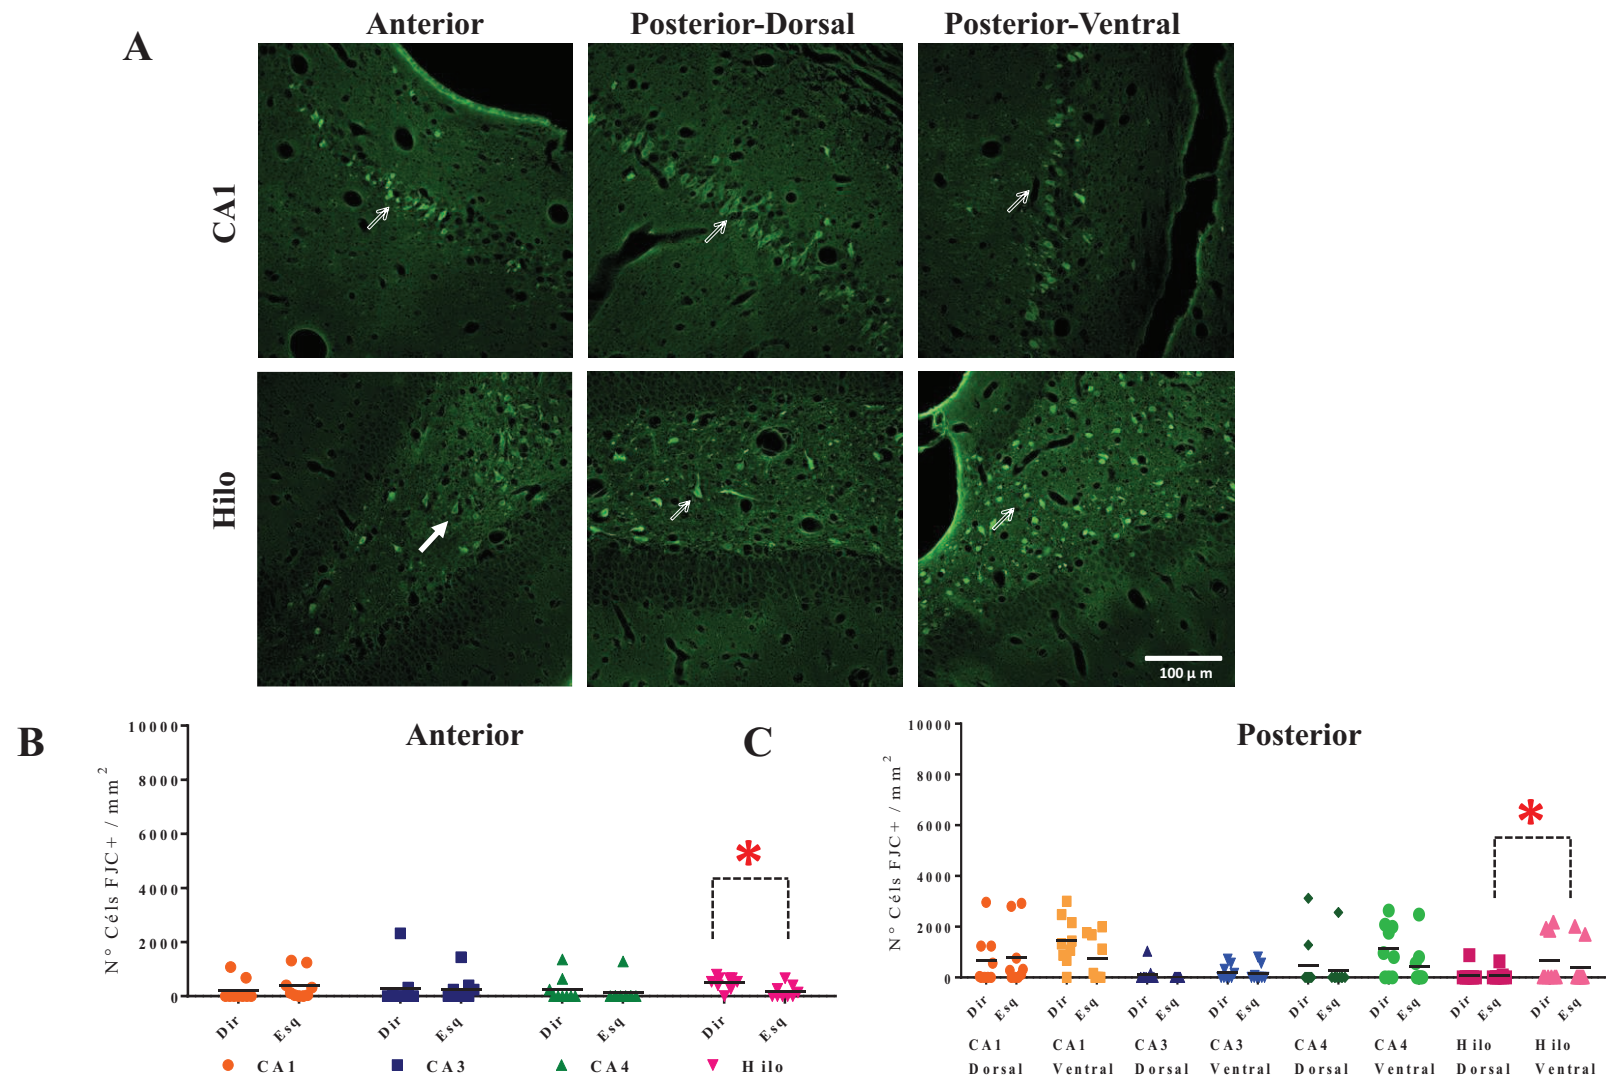 A
Anterior
Posterior-Dorsal
Posterior-Ventral
CA1
Hilo
100 µ m
B
Anterior
N° Céls FJC+ / mm²
10000
8000
6000
4000
2000
0
*
Dir
Esq
Dir
Esq
Dir
Esq
Dir
Esq
CA1
CA3
CA4
Hilo
C
Posterior
N° Céls FJC+ / mm²
10000
8000
6000
4000
2000
0
*
Dir
Esq
Dir
Esq
Dir
Esq
Dir
Esq
Dir
Esq
Dir
Esq
Dir
Esq
Dir
Esq
CA1
Dorsal
CA1
Ventral
CA3
Dorsal
CA3
Ventral
CA4
Dorsal
CA4
Ventral
Hilo
Dorsal
Hilo
Ventral